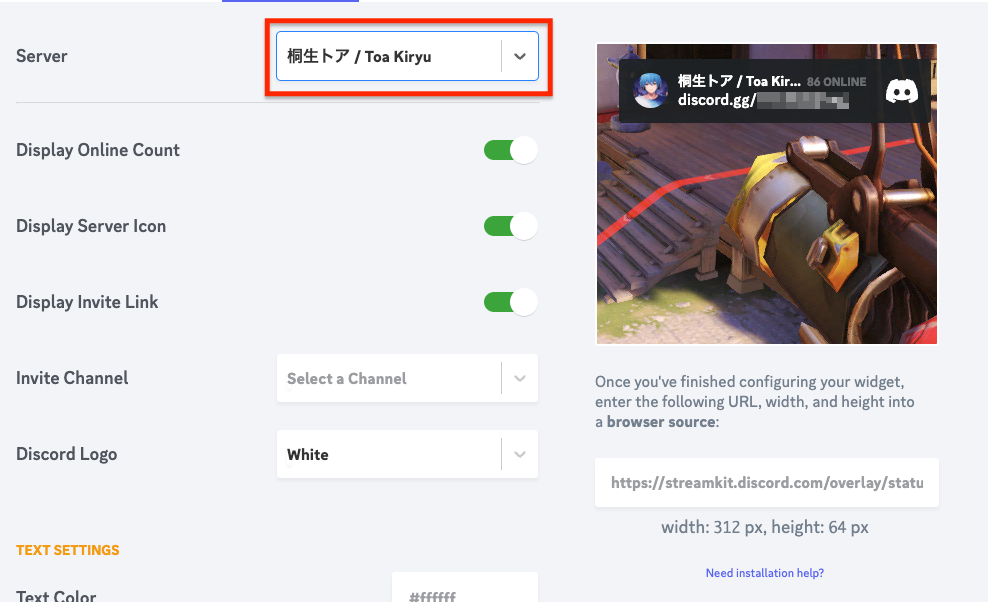 Server
桐生トア / Toa Kiryu
Display Online Count
Display Server Icon
Display Invite Link
Invite Channel
Select a Channel
Discord Logo
White
TEXT SETTINGS
Text Color
#ffffff
桐生トア / Toa Kir... 86 ONLINE
discord.gg/
Once you've finished configuring your widget,
enter the following URL, width, and height into
a browser source:
https://streamkit.discord.com/overlay/statu
width: 312 px, height: 64 px
Need installation help?